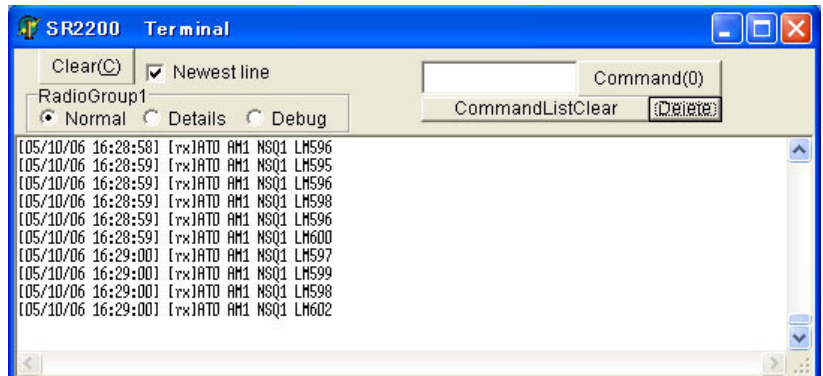 SR2200 Terminal
Clear(C)
Newest line
Command(0)
RadioGroup1
Normal Details Debug
CommandListClear
(Delete)
[05/10/06 16:28:58] [rx]AT0 AM1 NSQ1 LM596
[05/10/06 16:28:59] [rx]AT0 AM1 NSQ1 LM595
[05/10/06 16:28:59] [rx]AT0 AM1 NSQ1 LM596
[05/10/06 16:28:59] [rx]AT0 AM1 NSQ1 LM598
[05/10/06 16:28:59] [rx]AT0 AM1 NSQ1 LM596
[05/10/06 16:28:59] [rx]AT0 AM1 NSQ1 LM600
[05/10/06 16:29:00] [rx]AT0 AM1 NSQ1 LM597
[05/10/06 16:29:00] [rx]AT0 AM1 NSQ1 LM599
[05/10/06 16:29:00] [rx]AT0 AM1 NSQ1 LM598
[05/10/06 16:29:00] [rx]AT0 AM1 NSQ1 LM602